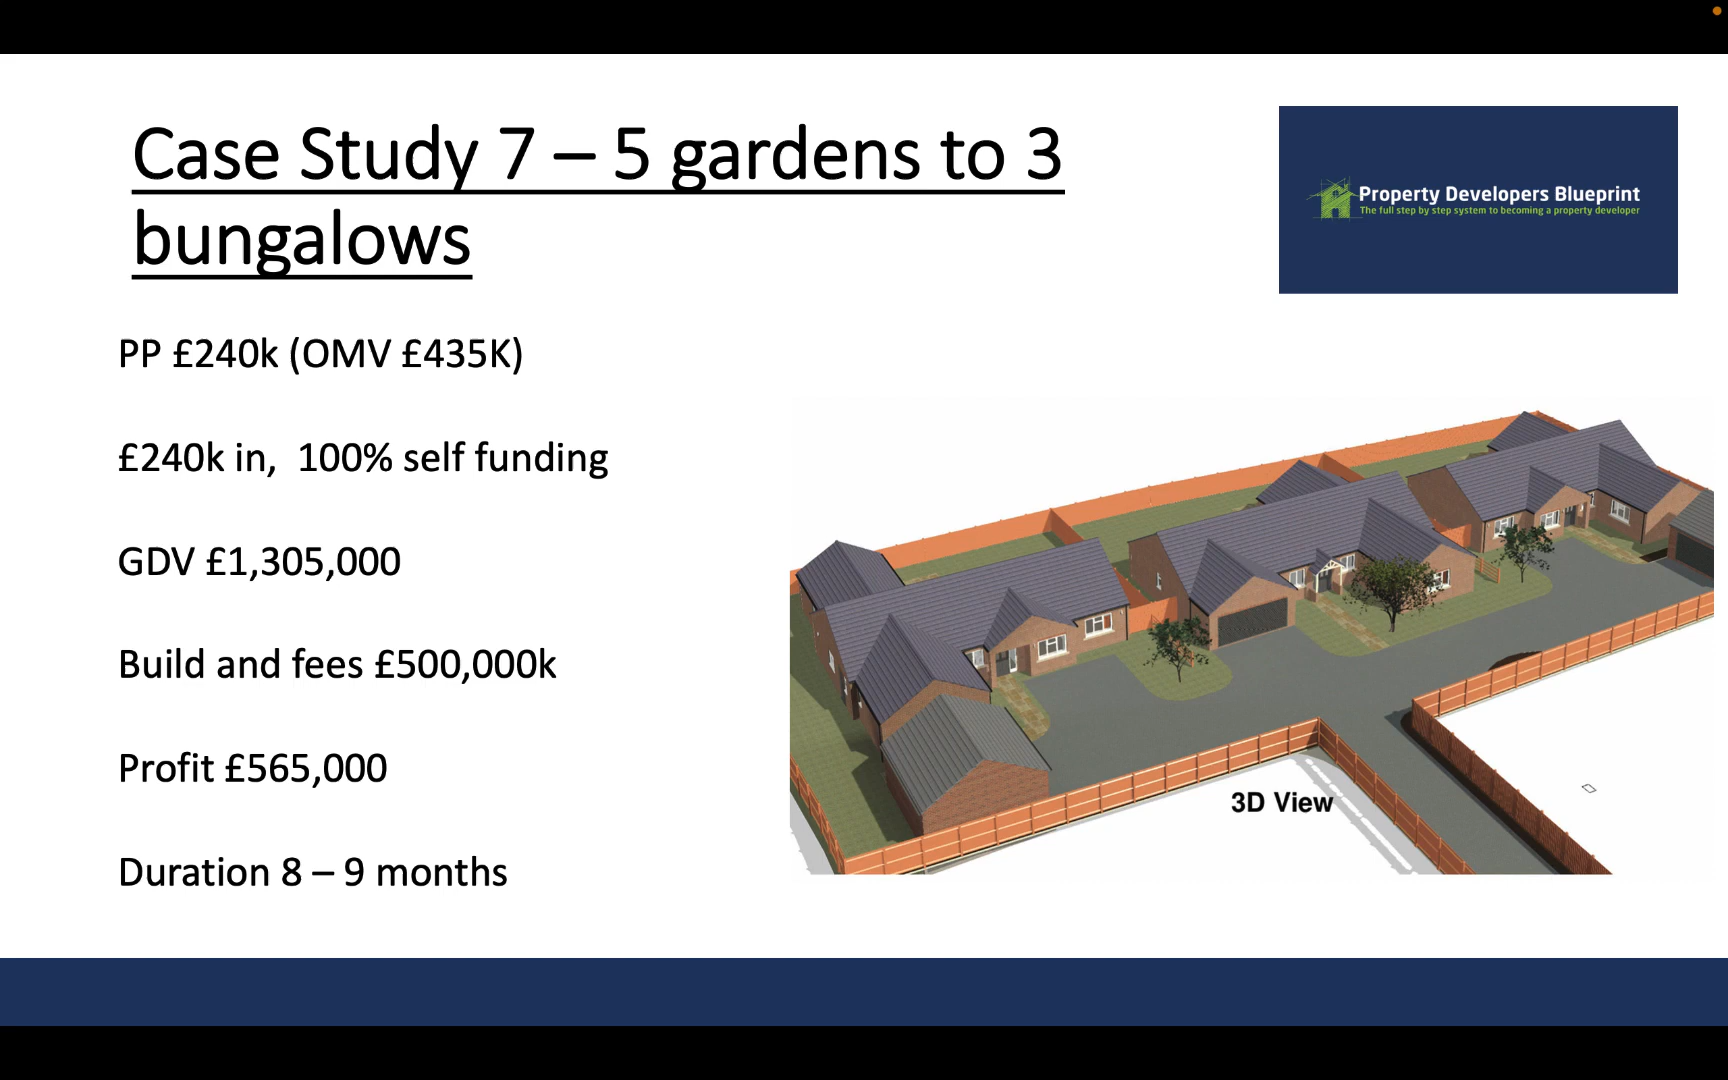 Case Study 7 – 5 gardens to 3
bungalows
Property Developers Blueprint
The full step by step system to becoming a property developer
PP £240k (OMV £435K)
£240k in,  100% self funding
GDV £1,305,000
Build and fees £500,000k
Profit £565,000
Duration 8 – 9 months
3D View